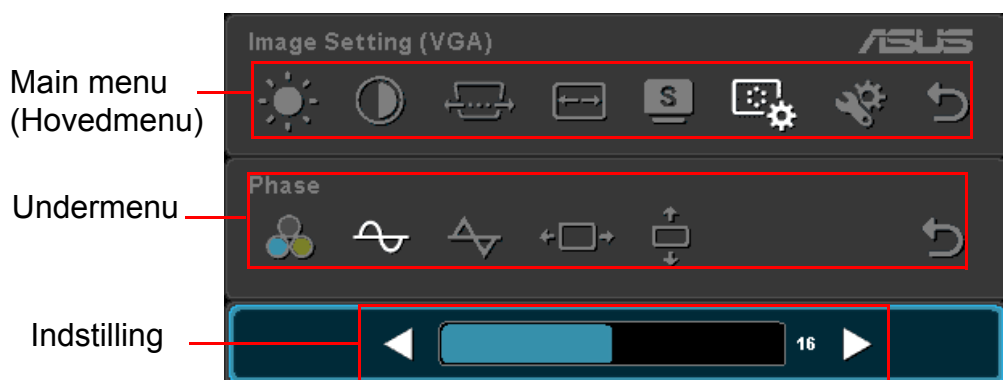 Image Setting (VGA)
ASUS
Main menu
(Hovedmenu)
S
Phase
Undermenu
Indstilling
16